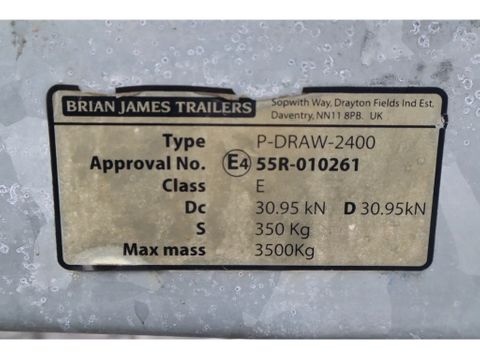 BRIAN JAMES TRAILERS
Sopwith Way, Drayton Fields Ind Est.
Daventry, NN11 8PB. UK
Type P-DRAW-2400
Approval No. E4 55R-010261
Class E
Dc 30.95 kN D 30.95kN
S 350 Kg
Max mass 3500Kg